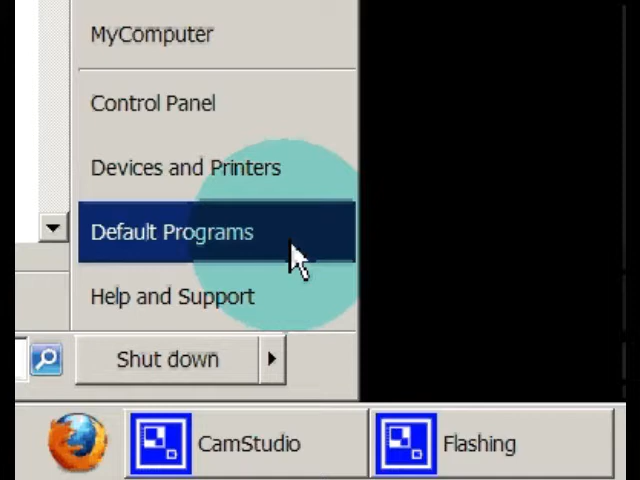 MyComputer
Control Panel
Devices and Printers
Default Programs
Help and Support
Shut down
CamStudio
Flashing